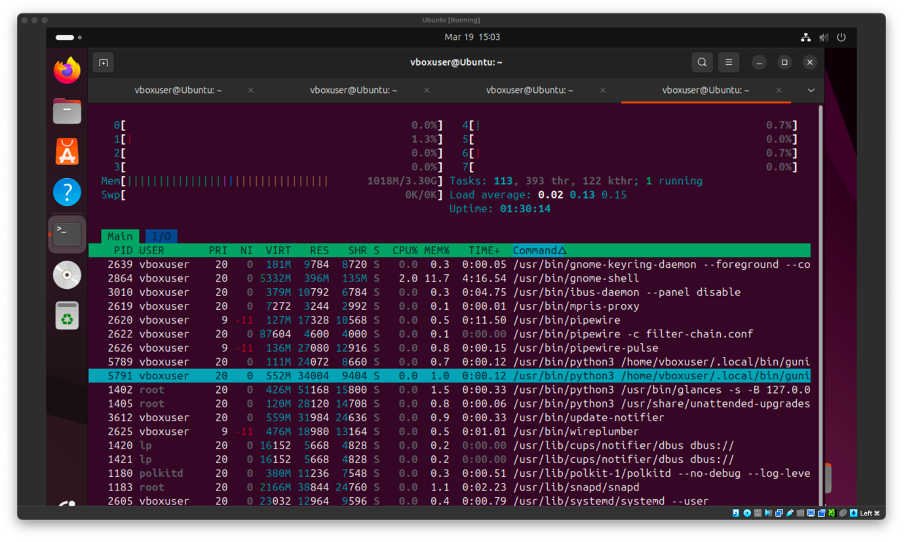 Ubuntu [Running]
Mar 19 15:03
vboxuser@Ubuntu: ~
vboxuser@Ubuntu: ~ × vboxuser@Ubuntu: ~ × vboxuser@Ubuntu: ~ × vboxuser@Ubuntu: ~ ×
0[ 0.0%] 4[| 0.7%]
1[| 1.3%] 5[ 0.0%]
2[ 0.0%] 6[| 0.7%]
3[ 0.0%] 7[ 0.0%]
Mem[||||||||||||||||||||||||||||||| 1018M/3.30G] Tasks: 113, 393 thr, 122 kthr; 1 running
Swp[ 0K/0K] Load average: 0.02 0.13 0.15
Uptime: 01:30:14
Main I/O
PID USER PRI NI VIRT RES SHR S CPU% MEM% TIME+ Command△
2639 vboxuser 20 0 181M 9784 8720 S 0.0 0.3 0:00.05 /usr/bin/gnome-keyring-daemon --foreground --co
2864 vboxuser 20 0 5332M 396M 135M S 2.0 11.7 4:16.54 /usr/bin/gnome-shell
3010 vboxuser 20 0 379M 10792 6784 S 0.0 0.3 0:04.75 /usr/bin/ibus-daemon --panel disable
2619 vboxuser 20 0 7272 3244 2992 S 0.0 0.1 0:00.01 /usr/bin/mpris-proxy
2620 vboxuser 9 -11 127M 17328 10568 S 0.0 0.5 0:11.50 /usr/bin/pipewire
2622 vboxuser 20 0 87604 4600 4000 S 0.0 0.1 0:00.00 /usr/bin/pipewire -c filter-chain.conf
2626 vboxuser 9 -11 136M 27080 12916 S 0.0 0.8 0:00.15 /usr/bin/pipewire-pulse
5789 vboxuser 20 0 111M 24072 8660 S 0.0 0.7 0:00.12 /usr/bin/python3 /home/vboxuser/.local/bin/guni
5791 vboxuser 20 0 552M 34004 9404 S 0.0 1.0 0:00.12 /usr/bin/python3 /home/vboxuser/.local/bin/guni
1402 root 20 0 426M 51168 15800 S 0.0 1.5 0:00.33 /usr/bin/python3 /usr/bin/glances -s -B 127.0.0
1405 root 20 0 120M 28120 14708 S 0.0 0.8 0:00.06 /usr/bin/python3 /usr/share/unattended-upgrades
3612 vboxuser 20 0 559M 31984 24636 S 0.0 0.9 0:00.33 /usr/bin/update-notifier
2625 vboxuser 9 -11 476M 18980 13164 S 0.0 0.5 0:01.01 /usr/bin/wireplumber
1420 lp 20 0 16152 5668 4828 S 0.0 0.2 0:00.00 /usr/lib/cups/notifier/dbus dbus://
1421 lp 20 0 16152 5668 4828 S 0.0 0.2 0:00.00 /usr/lib/cups/notifier/dbus dbus://
1180 polkitd 20 0 380M 11236 7548 S 0.0 0.3 0:00.51 /usr/lib/polkit-1/polkitd --no-debug --log-leve
1183 root 20 0 2166M 38844 24760 S 0.0 1.1 0:02.23 /usr/lib/snapd/snapd
2605 vboxuser 20 0 23032 12964 9596 S 0.0 0.4 0:00.79 /usr/lib/systemd/systemd --user
Left ⌘